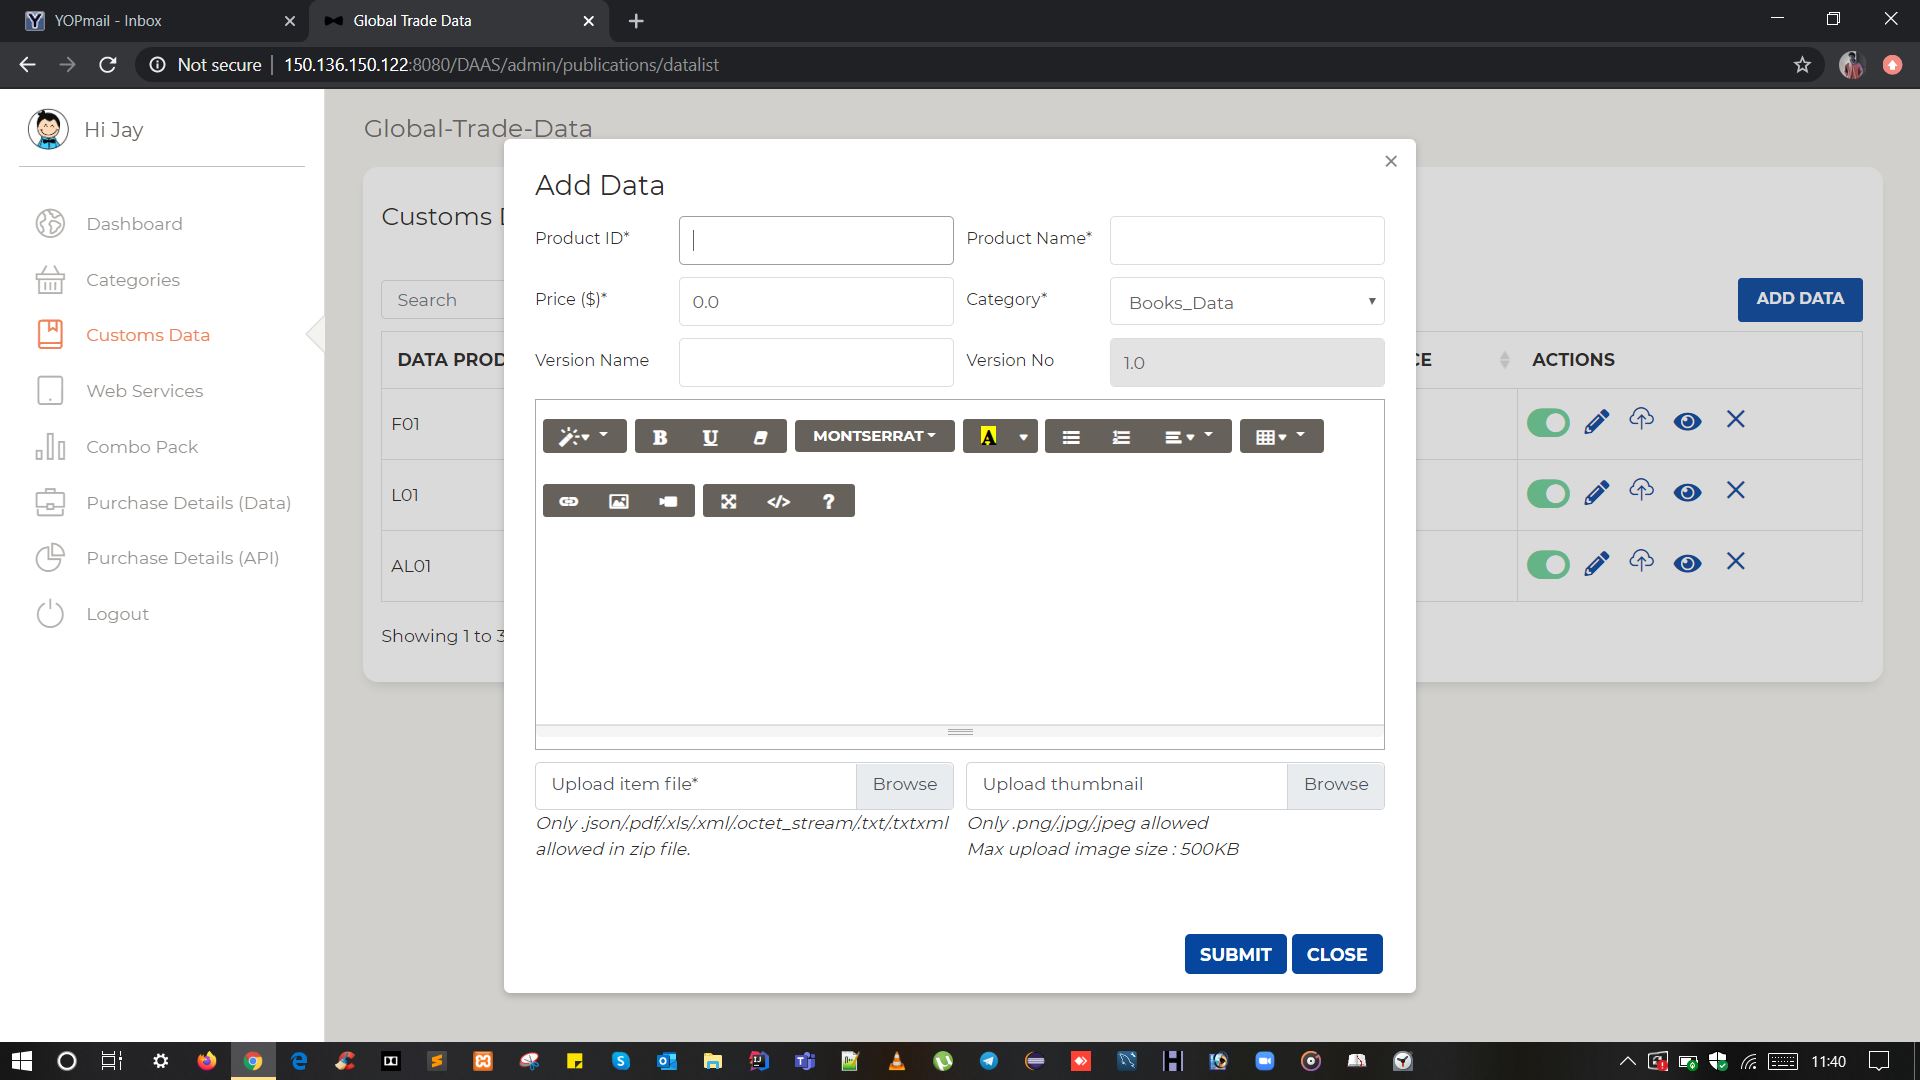 YOPmail - Inbox
Global Trade Data
Not secure
150.136.150.122:8080/DAAS/admin/publications/datalist
Hi Jay
Dashboard
Categories
Customs Data
Web Services
Combo Pack
Purchase Details (Data)
Purchase Details (API)
Logout
Global-Trade-Data
Customs D
Search
ADD DATA
DATA PROD
CE
ACTIONS
F01
L01
AL01
Showing 1 to 3
Add Data
Product ID*
Product Name*
Price ($)*
0.0
Category*
Books_Data
Version Name
Version No
1.0
B U
MONTSERRAT
A
</> ?
Upload item file*
Browse
Upload thumbnail
Browse
Only .json/.pdf/.xls/.xml/.octet_stream/.txt/.txtxml
allowed in zip file.
Only .png/.jpg/.jpeg allowed
Max upload image size : 500KB
SUBMIT
CLOSE
11:40